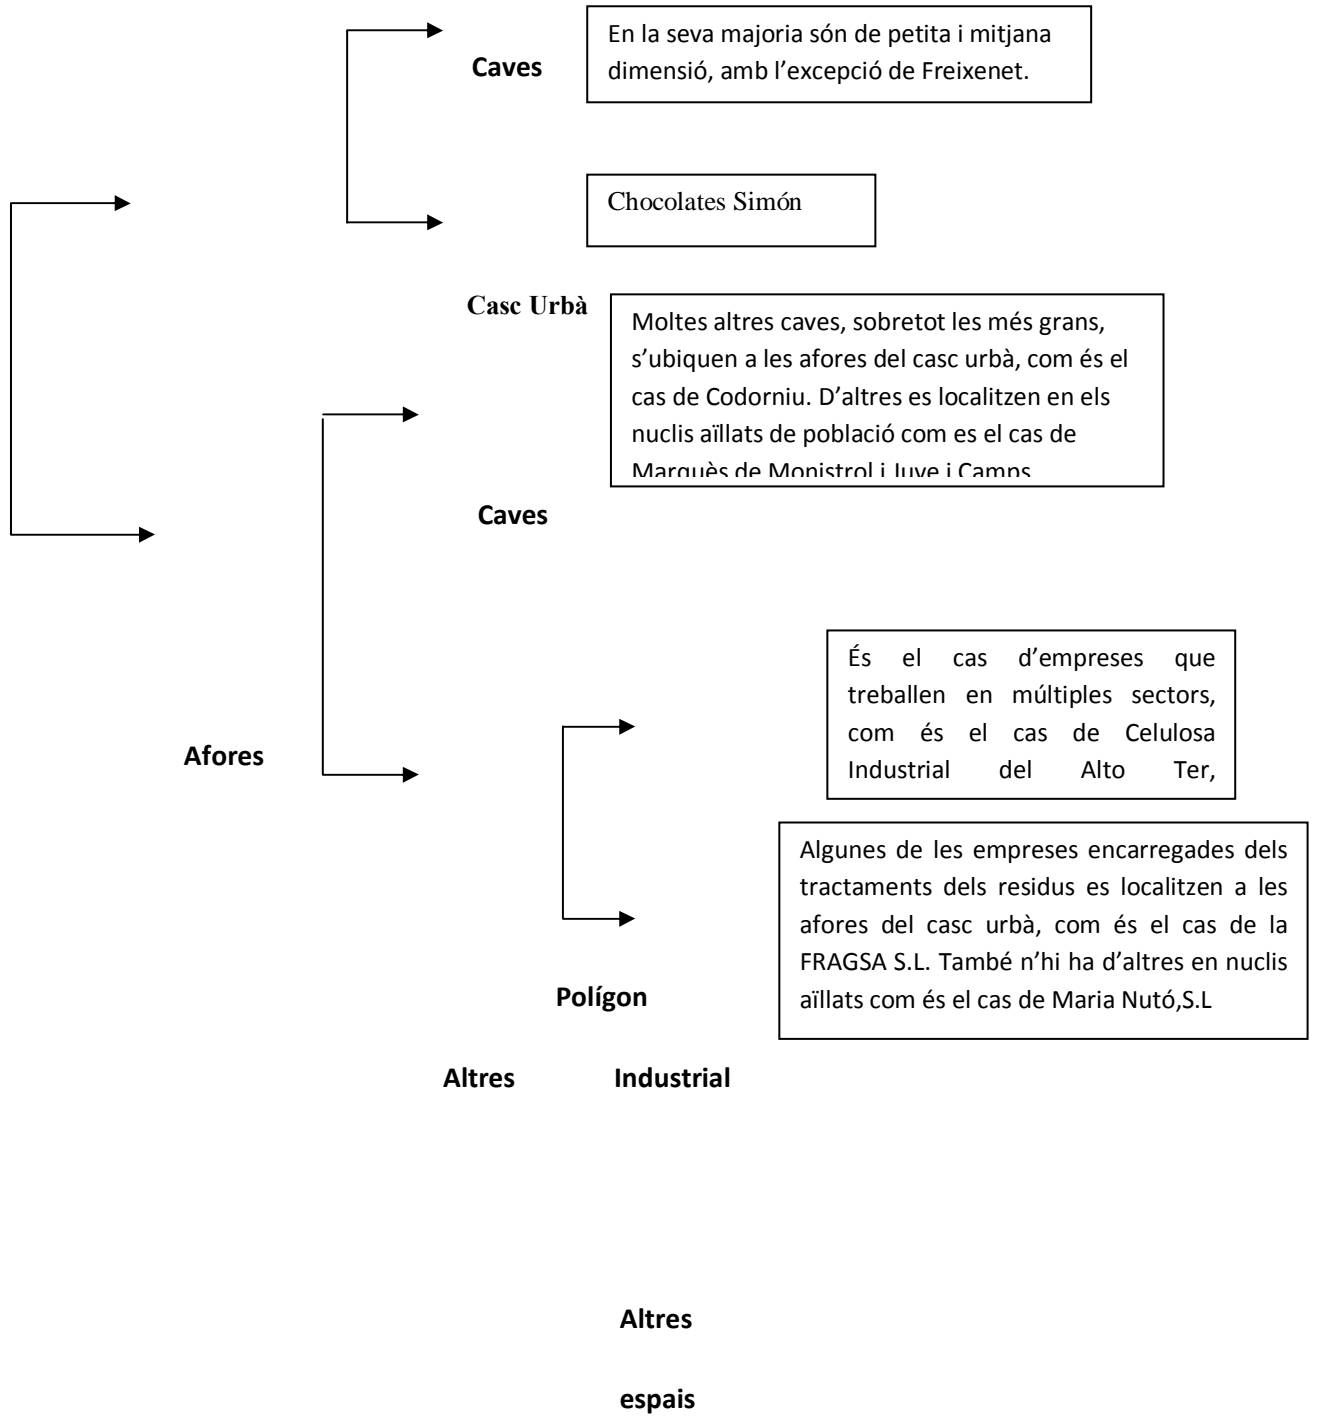 Caves
En la seva majoria són de petita i mitjana
dimensió, amb l’excepció de Freixenet.
Chocolates Simón
Casc Urbà
Moltes altres caves, sobretot les més grans,
s’ubiquen a les afores del casc urbà, com és el
cas de Codorniu. D’altres es localitzen en els
nuclis aïllats de població com es el cas de
Marquès de Monistrol i Juve i Camps
Caves
És el cas d’empreses que
treballen en múltiples sectors,
com és el cas de Celulosa
Industrial del Alto Ter,
Afores
Algunes de les empreses encarregades dels
tractaments dels residus es localitzen a les
afores del casc urbà, com és el cas de la
FRAGSA S.L. També n’hi ha d’altres en nuclis
aïllats com és el cas de Maria Nutó,S.L
Polígon
Altres Industrial
Altres
espais